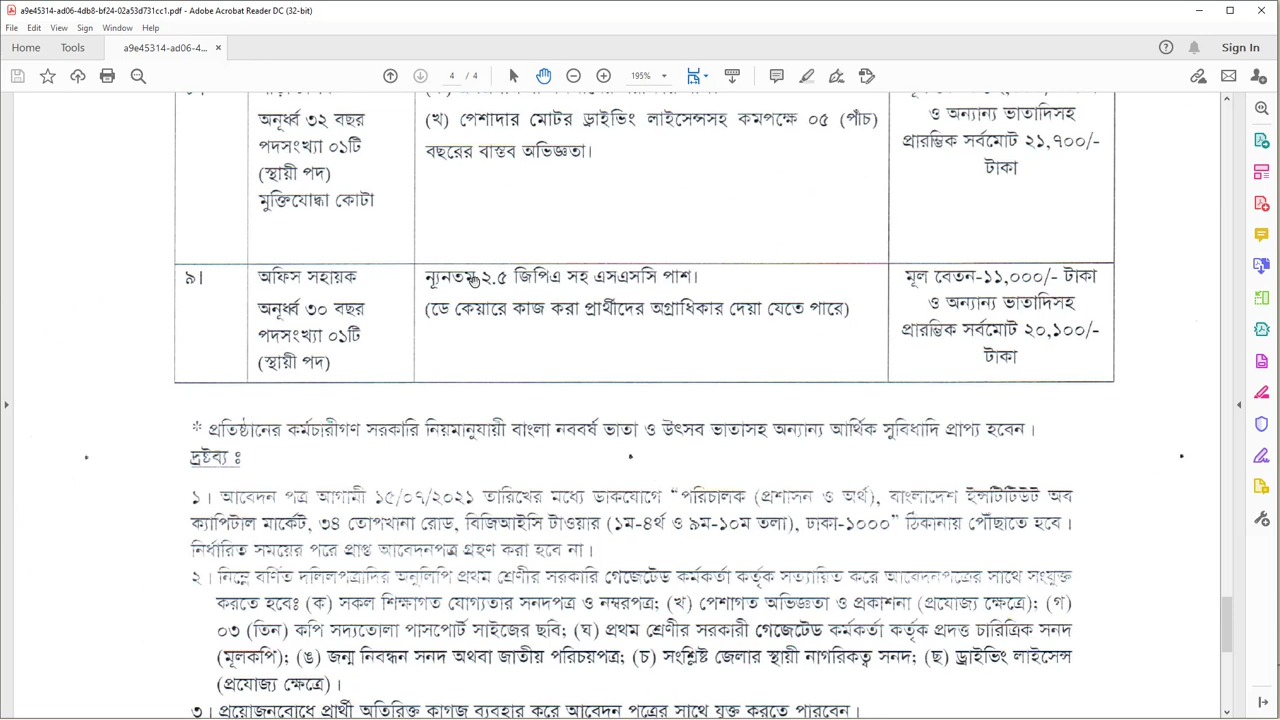 a9e45314-ad06-4db8-bf24-02a53d731cc1.pdf - Adobe Acrobat Reader DC (32-bit)
File Edit View Sign Window Help
Home Tools a9e45314-ad06-4... × Sign In
4 / 4 195%
অনূর্ধ্ব ৩২ বছর
পদসংখ্যা ০১টি
(স্থায়ী পদ)
মুক্তিযোদ্ধা কোটা
(খ) পেশাদার মোটর ড্রাইভিং লাইসেন্সসহ কমপক্ষে ০৫ (পাঁচ)
বছরের বাস্তব অভিজ্ঞতা।
ও অন্যান্য ভাতাদিসহ
প্রারম্ভিক সর্বমোট ২১,৭০০/-
টাকা
৯।
অফিস সহায়ক
অনূর্ধ্ব ৩০ বছর
পদসংখ্যা ০১টি
(স্থায়ী পদ)
ন্যূনতম ২.৫ জিপিএ সহ এসএসসি পাশ।
(ডে কেয়ারে কাজ করা প্রার্থীদের অগ্রাধিকার দেয়া যেতে পারে)
মূল বেতন-১১,০০০/- টাকা
ও অন্যান্য ভাতাদিসহ
প্রারম্ভিক সর্বমোট ২০,১০০/-
টাকা
* প্রতিষ্ঠানের কর্মচারীগণ সরকারি নিয়মানুযায়ী বাংলা নববর্ষ ভাতা ও উৎসব ভাতাসহ অন্যান্য আর্থিক সুবিধাদি প্রাপ্য হবেন।
দ্রষ্টব্য ঃ
১। আবেদন পত্র আগামী ১৫/০৭/২০২১ তারিখের মধ্যে ডাকযোগে “পরিচালক (প্রশাসন ও অর্থ), বাংলাদেশ ইন্সটিটিউট অব
ক্যাপিটাল মার্কেট, ৩৪ তোপখানা রোড, বিজিআইসি টাওয়ার (১ম-৪র্থ ও ৯ম-১০ম তলা), ঢাকা-১০০০” ঠিকানায় পৌঁছাতে হবে।
নির্ধারিত সময়ের পরে প্রাপ্ত আবেদনপত্র গ্রহণ করা হবে না।
২। নিম্নে বর্ণিত দলিলপত্রাদির অনুলিপি প্রথম শ্রেণীর সরকারি গেজেটেড কর্মকর্তা কর্তৃক সত্যায়িত করে আবেদনপত্রের সাথে সংযুক্ত
করতে হবেঃ (ক) সকল শিক্ষাগত যোগ্যতার সনদপত্র ও নম্বরপত্র; (খ) পেশাগত অভিজ্ঞতা ও প্রকাশনা (প্রযোজ্য ক্ষেত্রে); (গ)
০৩ (তিন) কপি সদ্যতোলা পাসপোর্ট সাইজের ছবি; (ঘ) প্রথম শ্রেণীর সরকারী গেজেটেড কর্মকর্তা কর্তৃক প্রদত্ত চারিত্রিক সনদ
(মূলকপি); (ঙ) জন্ম নিবন্ধন সনদ অথবা জাতীয় পরিচয়পত্র; (চ) সংশ্লিষ্ট জেলার স্থায়ী নাগরিকত্ব সনদ; (ছ) ড্রাইভিং লাইসেন্স
(প্রযোজ্য ক্ষেত্রে)।
৩। প্রয়োজনবোধে প্রার্থী অতিরিক্ত কাগজ ব্যবহার করে আবেদন পত্রের সাথে যুক্ত করতে পারবেন।